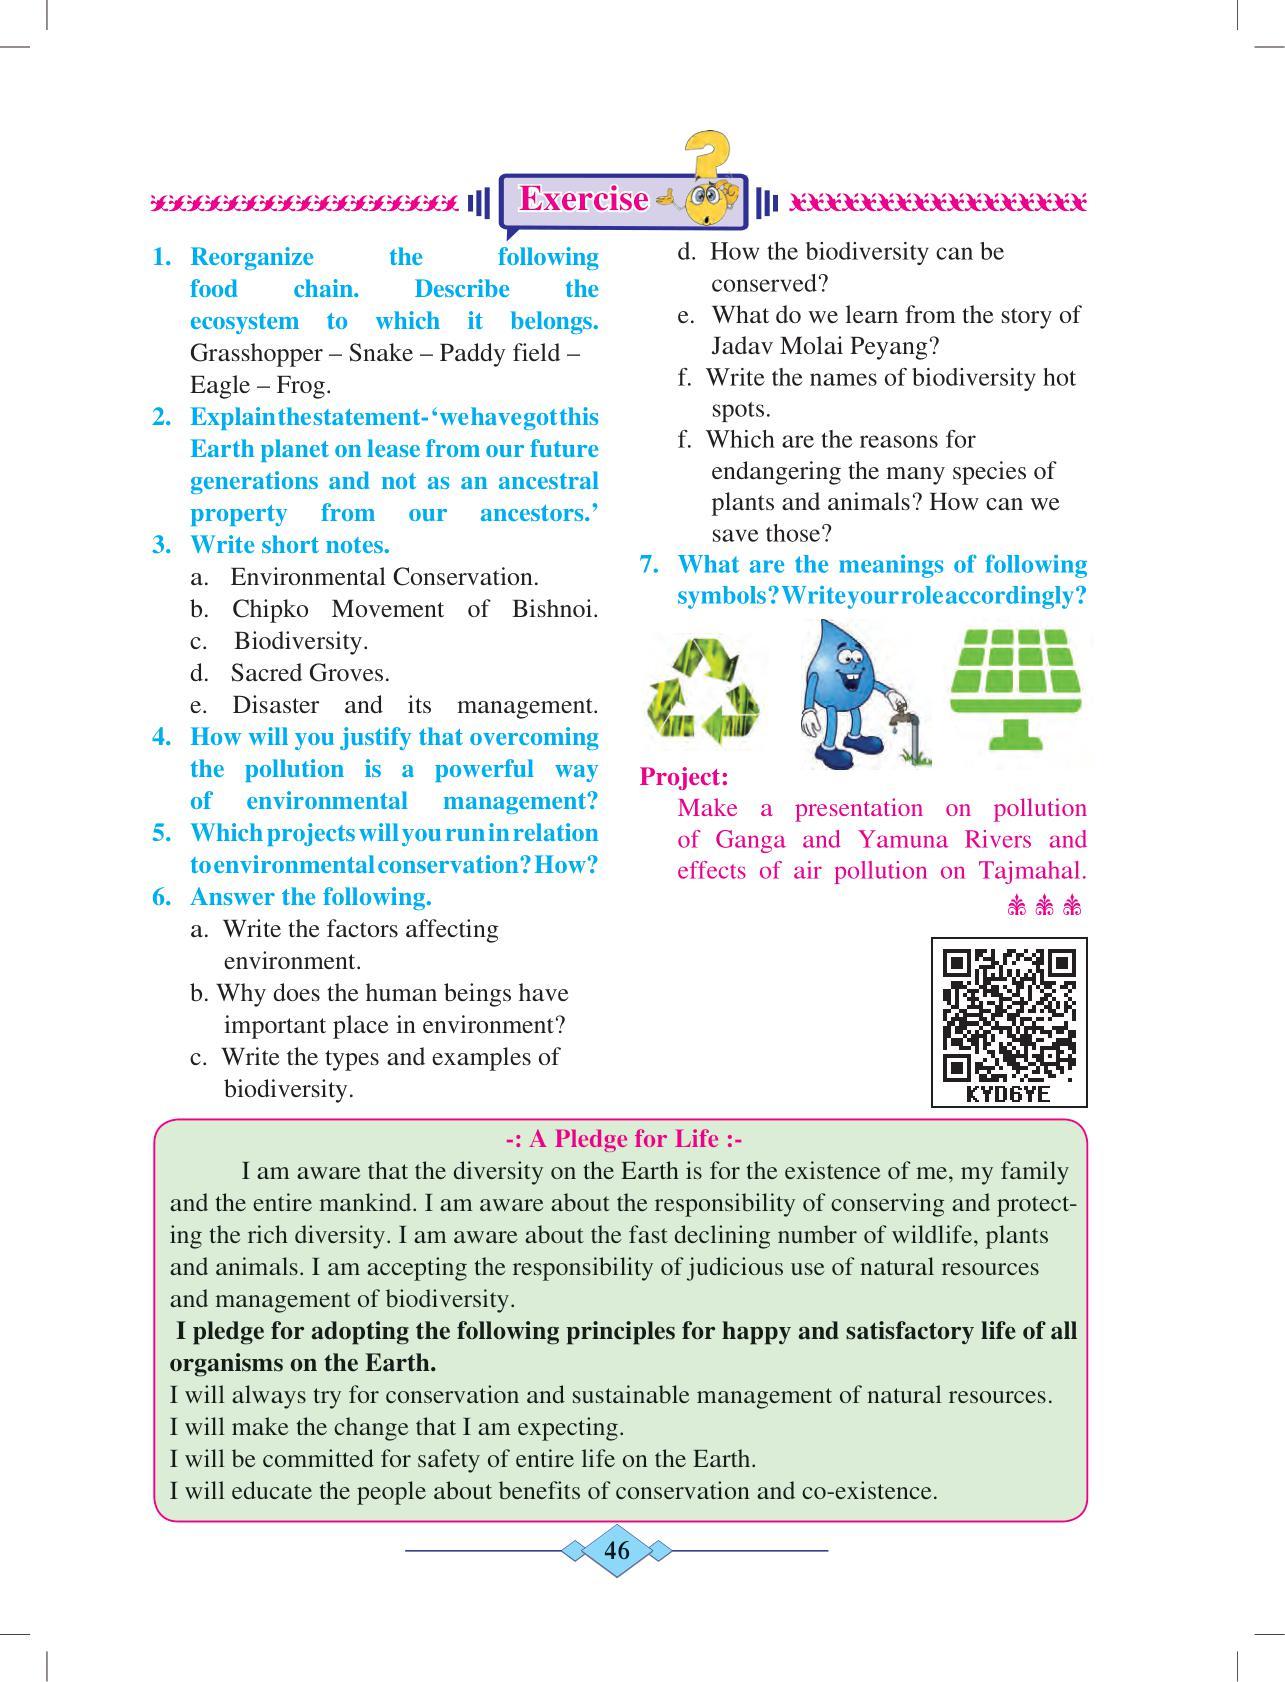 Exercise
1. Reorganize the following
food chain. Describe the
ecosystem to which it belongs.
Grasshopper – Snake – Paddy field –
Eagle – Frog.
2. Explain the statement- ‘we have got this
Earth planet on lease from our future
generations and not as an ancestral
property from our ancestors.’
3. Write short notes.
a. Environmental Conservation.
b. Chipko Movement of Bishnoi.
c. Biodiversity.
d. Sacred Groves.
e. Disaster and its management.
4. How will you justify that overcoming
the pollution is a powerful way
of environmental management?
5. Which projects will you run in relation
to environmental conservation? How?
6. Answer the following.
a. Write the factors affecting
environment.
b. Why does the human beings have
important place in environment?
c. Write the types and examples of
biodiversity.
d. How the biodiversity can be
conserved?
e. What do we learn from the story of
Jadav Molai Peyang?
f. Write the names of biodiversity hot
spots.
f. Which are the reasons for
endangering the many species of
plants and animals? How can we
save those?
7. What are the meanings of following
symbols? Write your role accordingly?
Project:
Make a presentation on pollution
of Ganga and Yamuna Rivers and
effects of air pollution on Tajmahal.
KYD6YE
-: A Pledge for Life :-
I am aware that the diversity on the Earth is for the existence of me, my family
and the entire mankind. I am aware about the responsibility of conserving and protect-
ing the rich diversity. I am aware about the fast declining number of wildlife, plants
and animals. I am accepting the responsibility of judicious use of natural resources
and management of biodiversity.
I pledge for adopting the following principles for happy and satisfactory life of all
organisms on the Earth.
I will always try for conservation and sustainable management of natural resources.
I will make the change that I am expecting.
I will be committed for safety of entire life on the Earth.
I will educate the people about benefits of conservation and co-existence.
46